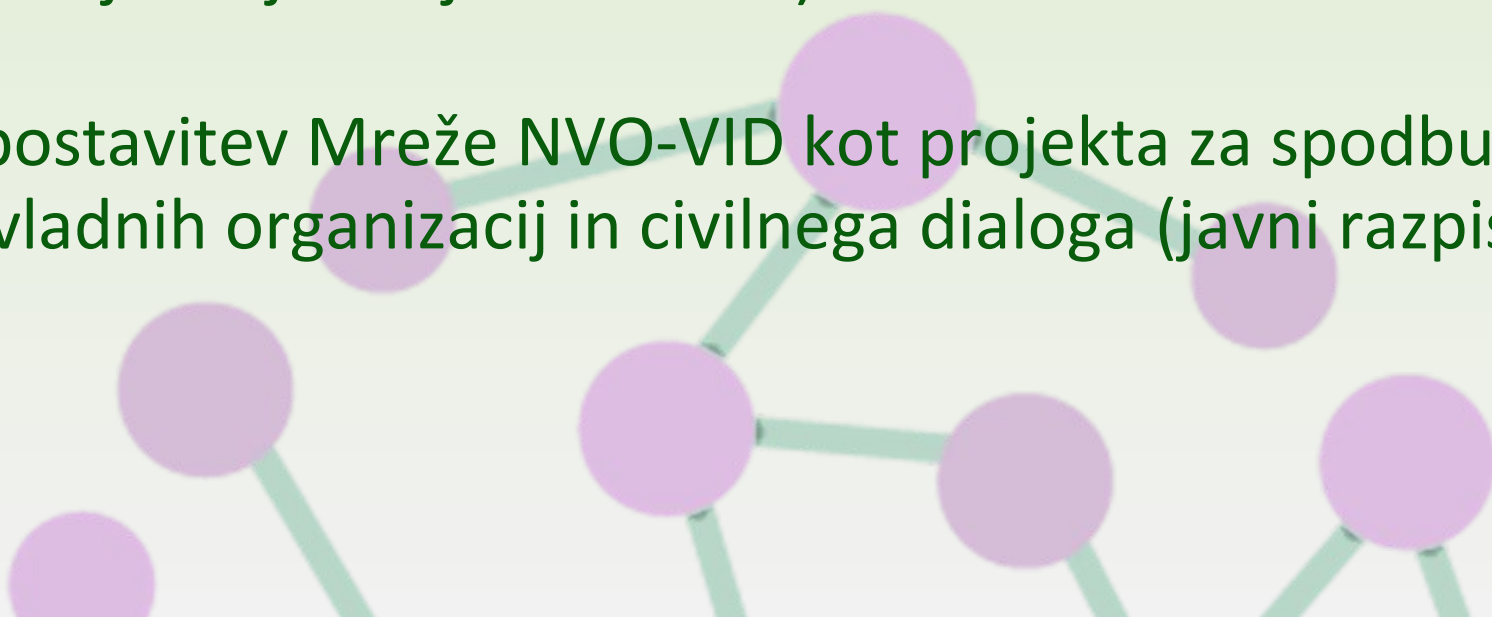 postavitev Mreže NVO-VID kot projekta za spodbu
vladnih organizacij in civilnega dialoga (javni razpis